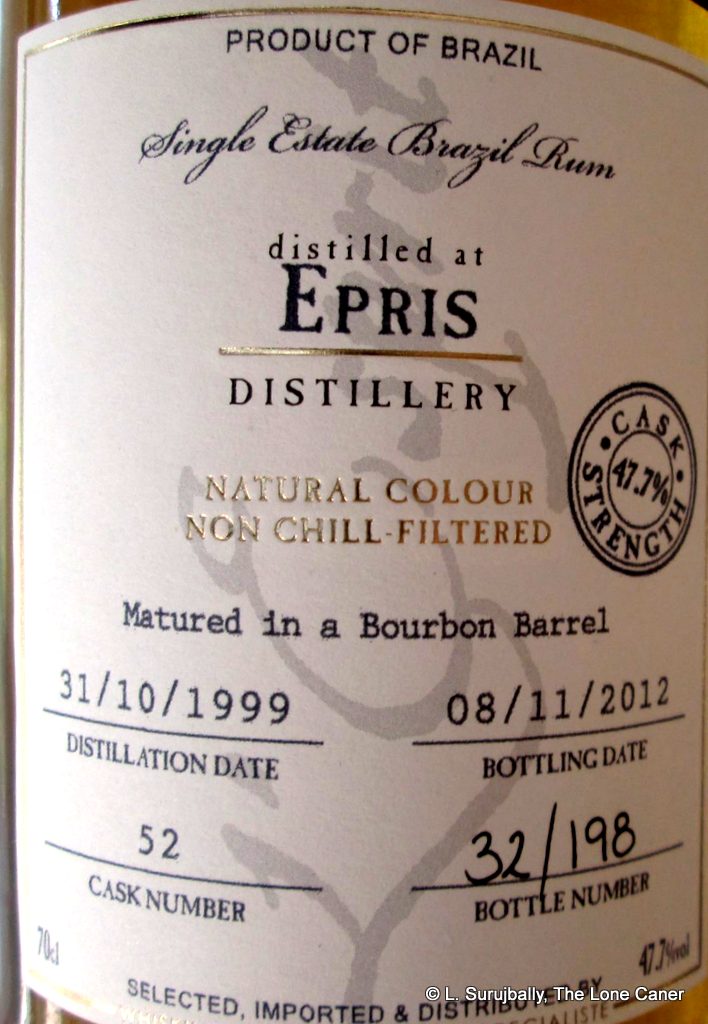 PRODUCT OF BRAZIL
Single Estate Brazil Rum
distilled at
EPRIS
DISTILLERY
NATURAL COLOUR
NON CHILL-FILTERED
CASK
47.7%
STRENGTH
Matured in a Bourbon Barrel
31/10/1999
DISTILLATION DATE
08/11/2012
BOTTLING DATE
52
CASK NUMBER
32/198
BOTTLE NUMBER
70cl
47.7%vol
SELECTED, IMPORTED & DISTRIBUTED BY
© L. Surujbally, The Lone Caner